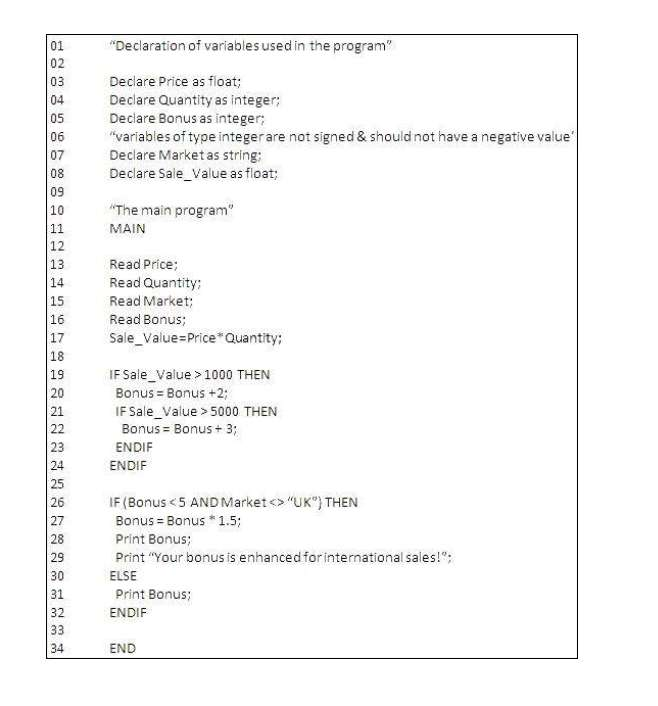 01 "Declaration of variables used in the program"
02
03 Declare Price as float;
04 Declare Quantity as integer;
05 Declare Bonus as integer;
06 "variables of type integer are not signed & should not have a negative value'
07 Declare Market as string;
08 Declare Sale_Value as float;
09
10 "The main program"
11 MAIN
12
13 Read Price;
14 Read Quantity;
15 Read Market;
16 Read Bonus;
17 Sale_Value=Price*Quantity;
18
19 IF Sale_Value > 1000 THEN
20 Bonus = Bonus +2;
21 IF Sale_Value > 5000 THEN
22 Bonus = Bonus + 3;
23 ENDIF
24 ENDIF
25
26 IF (Bonus < 5 AND Market <> "UK") THEN
27 Bonus = Bonus * 1.5;
28 Print Bonus;
29 Print "Your bonus is enhanced for international sales!";
30 ELSE
31 Print Bonus;
32 ENDIF
33
34 END